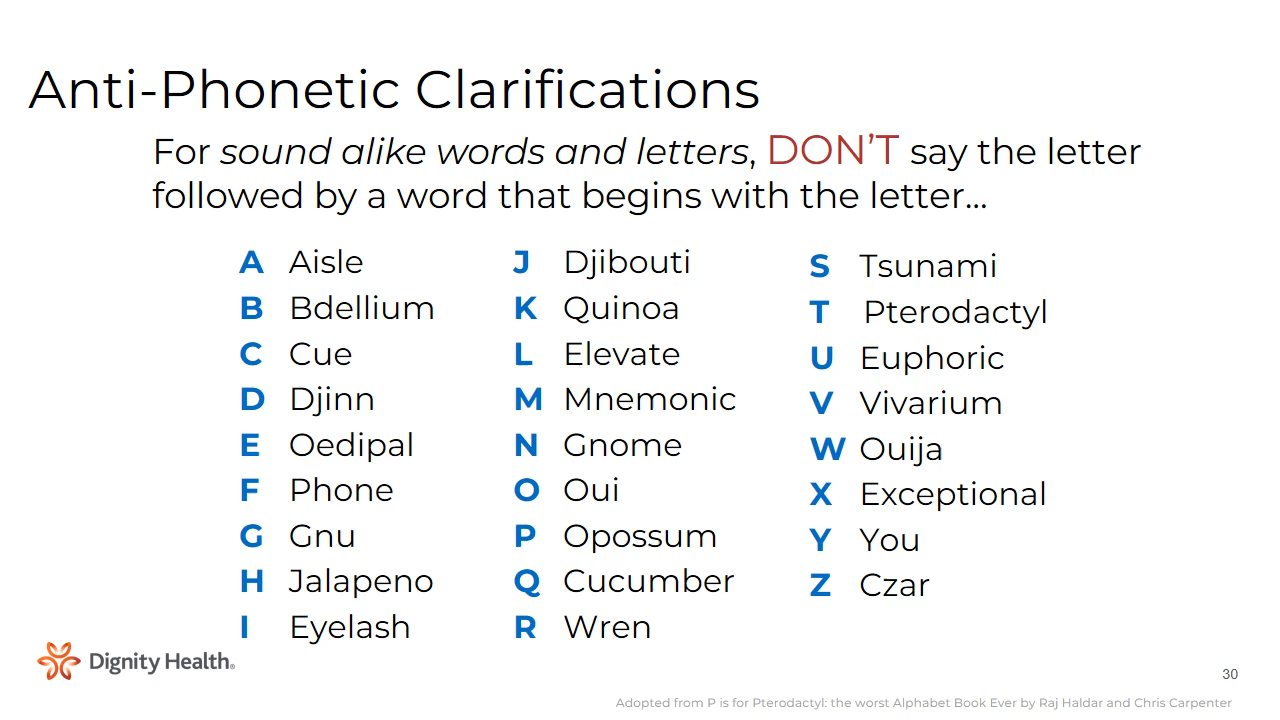 Anti-Phonetic Clarifications
For sound alike words and letters, DON’T say the letter
followed by a word that begins with the letter…
A Aisle
B Bdellium
C Cue
D Djinn
E Oedipal
F Phone
G Gnu
H Jalapeno
I Eyelash
J Djibouti
K Quinoa
L Elevate
M Mnemonic
N Gnome
O Oui
P Opossum
Q Cucumber
R Wren
S Tsunami
T Pterodactyl
U Euphoric
V Vivarium
W Ouija
X Exceptional
Y You
Z Czar
Dignity Health®
30
Adopted from P is for Pterodactyl: the worst Alphabet Book Ever by Raj Haldar and Chris Carpenter